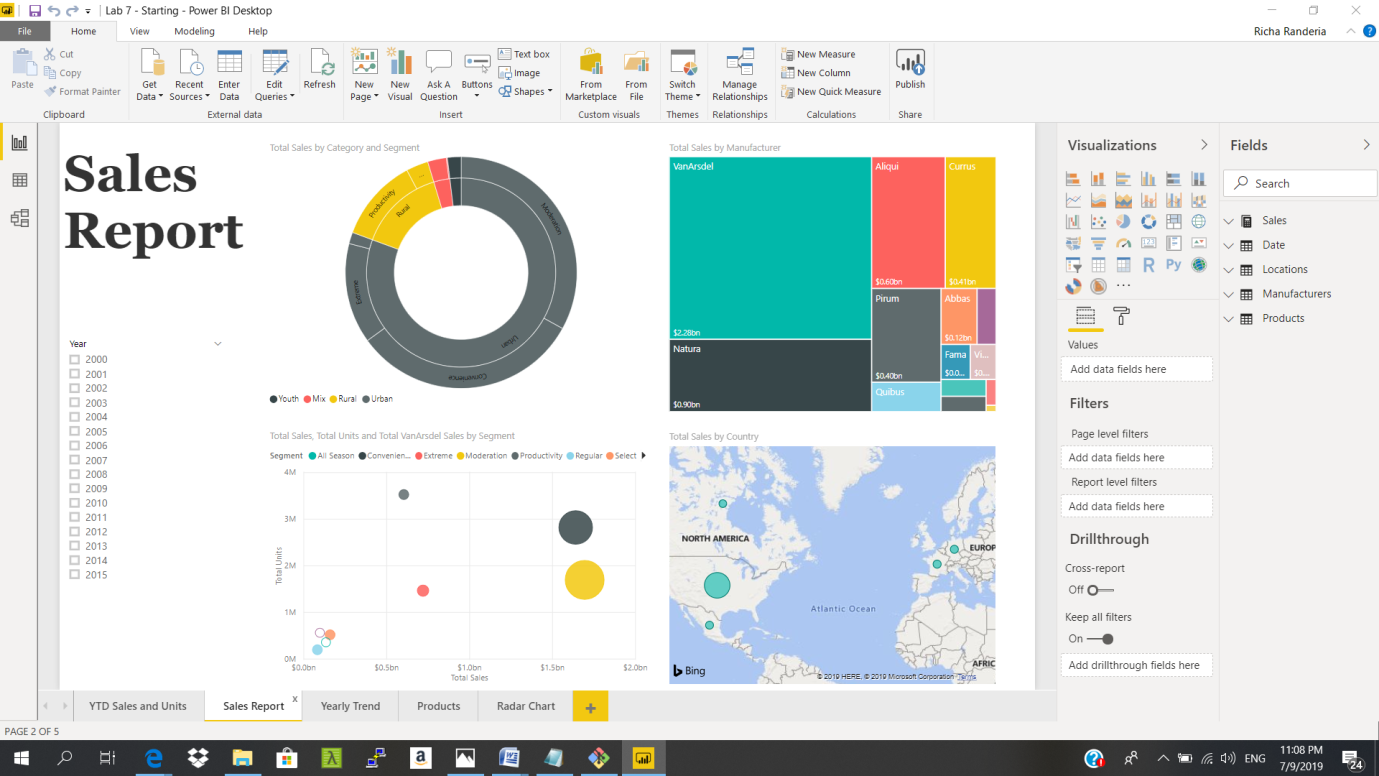 Lab 7 - Starting - Power BI Desktop
File
Home
View
Modeling
Help
Richa Randeria
Paste
Cut
Copy
Format Painter
Clipboard
Get Data
Recent Sources
Enter Data
Edit Queries
Refresh
External data
New Page
New Visual
Ask A Question
Buttons
Text box
Image
Shapes
Insert
From Marketplace
From File
Custom visuals
Switch Theme
Themes
Manage Relationships
Relationships
New Measure
New Column
New Quick Measure
Calculations
Publish
Share
Sales
Report
Year
2000
2001
2002
2003
2004
2005
2006
2007
2008
2009
2010
2011
2012
2013
2014
2015
Total Sales by Category and Segment
Productivity
...
Rural
Moderation
Extreme
Urban
Convenience
Youth Mix Rural Urban
Total Sales by Manufacturer
VanArsdel
$2.28bn
Natura
$0.90bn
Aliqui
$0.60bn
Currus
$0.41bn
Pirum
$0.40bn
Abbas
$0.12bn
Fama
$0.0...
Vi...
$0....
Quibus
Total Sales, Total Units and Total VanArsdel Sales by Segment
Segment All Season Convenien... Extreme Moderation Productivity Regular Select
4M
3M
2M
1M
0M
Total Units
$0.0bn $0.5bn $1.0bn $1.5bn $2.0bn
Total Sales
Total Sales by Country
NORTH AMERICA
EUROP
Atlantic Ocean
AFRIC
Bing
© 2019 HERE, © 2019 Microsoft Corporation Terms
Visualizations
R
Py
...
Values
Add data fields here
Filters
Page level filters
Add data fields here
Report level filters
Add data fields here
Drillthrough
Cross-report
Off
Keep all filters
On
Add drillthrough fields here
Fields
Search
Sales
Date
Locations
Manufacturers
Products
YTD Sales and Units
Sales Report
x
Yearly Trend
Products
Radar Chart
+
PAGE 2 OF 5
ENG
11:08 PM
7/9/2019
24